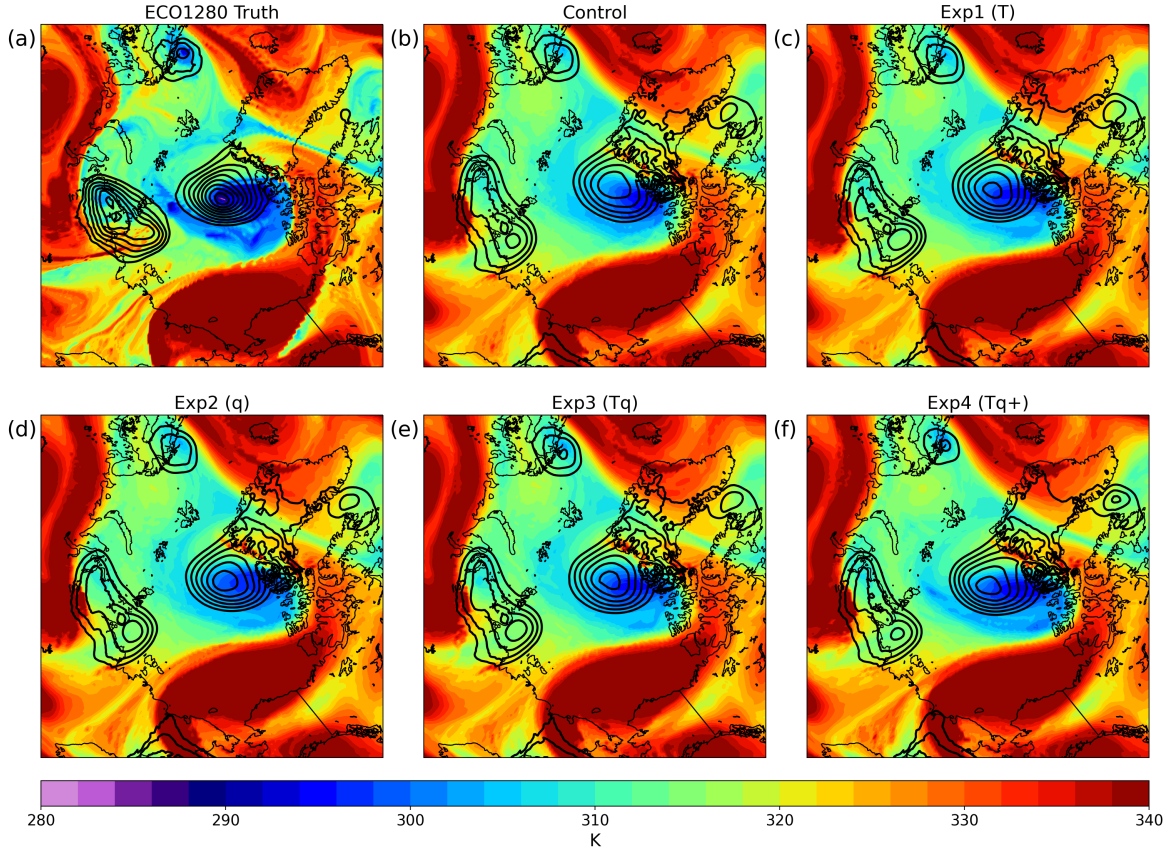 ECO1280 Truth
Control
Exp1 (T)
(a)
(b)
(c)
Exp2 (q)
Exp3 (Tq)
Exp4 (Tq+)
(d)
(e)
(f)
280
290
300
310
320
330
340
K